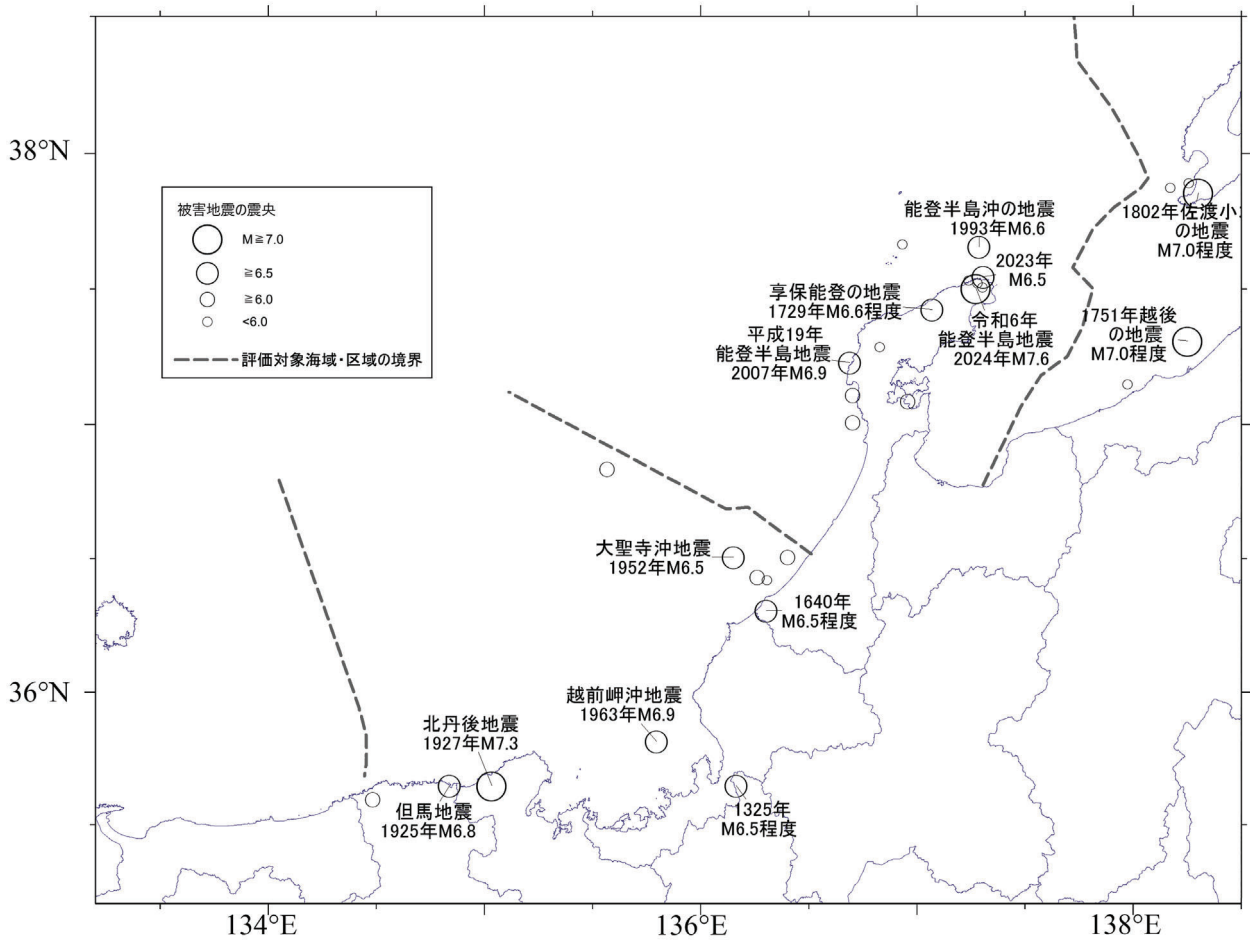 38°N
36°N
134°E
136°E
138°E
被害地震の震央
M≧7.0
≧6.5
≧6.0
<6.0
評価対象海域・区域の境界
能登半島沖の地震
1993年M6.6
2023年
M6.5
享保能登の地震
1729年M6.6程度
平成19年
能登半島地震
2007年M6.9
令和6年
能登半島地震
2024年M7.6
1802年佐渡小
の地震
M7.0程度
1751年越後
の地震
M7.0程度
大聖寺沖地震
1952年M6.5
1640年
M6.5程度
越前岬沖地震
1963年M6.9
北丹後地震
1927年M7.3
但馬地震
1925年M6.8
1325年
M6.5程度